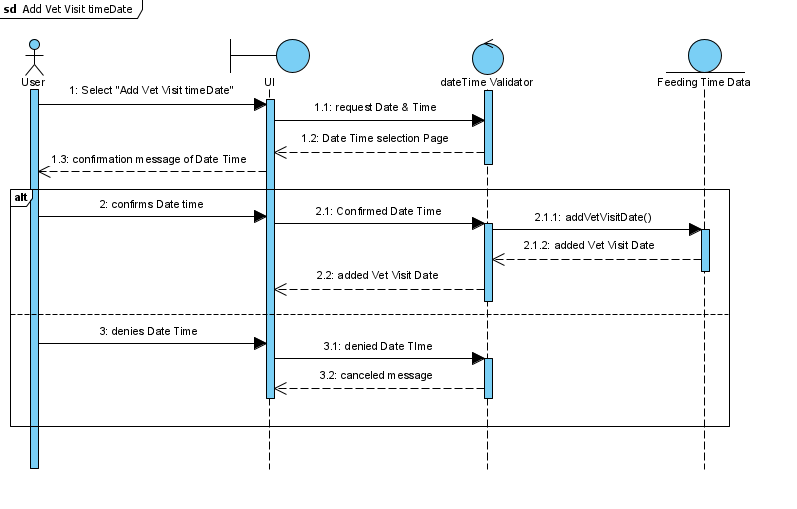 sd Add Vet Visit timeDate
User
UI
dateTime Validator
Feeding Time Data
1: Select "Add Vet Visit timeDate"
1.1: request Date & Time
1.2: Date Time selection Page
1.3: confimation message of Date Time
alt
2: confirms Date time
2.1: Confirmed Date Time
2.1.1: addVetVisitDate()
2.1.2: added Vet Visit Date
2.2: added Vet Visit Date
3: denies Date Time
3.1: denied Date TIme
3.2: canceled message